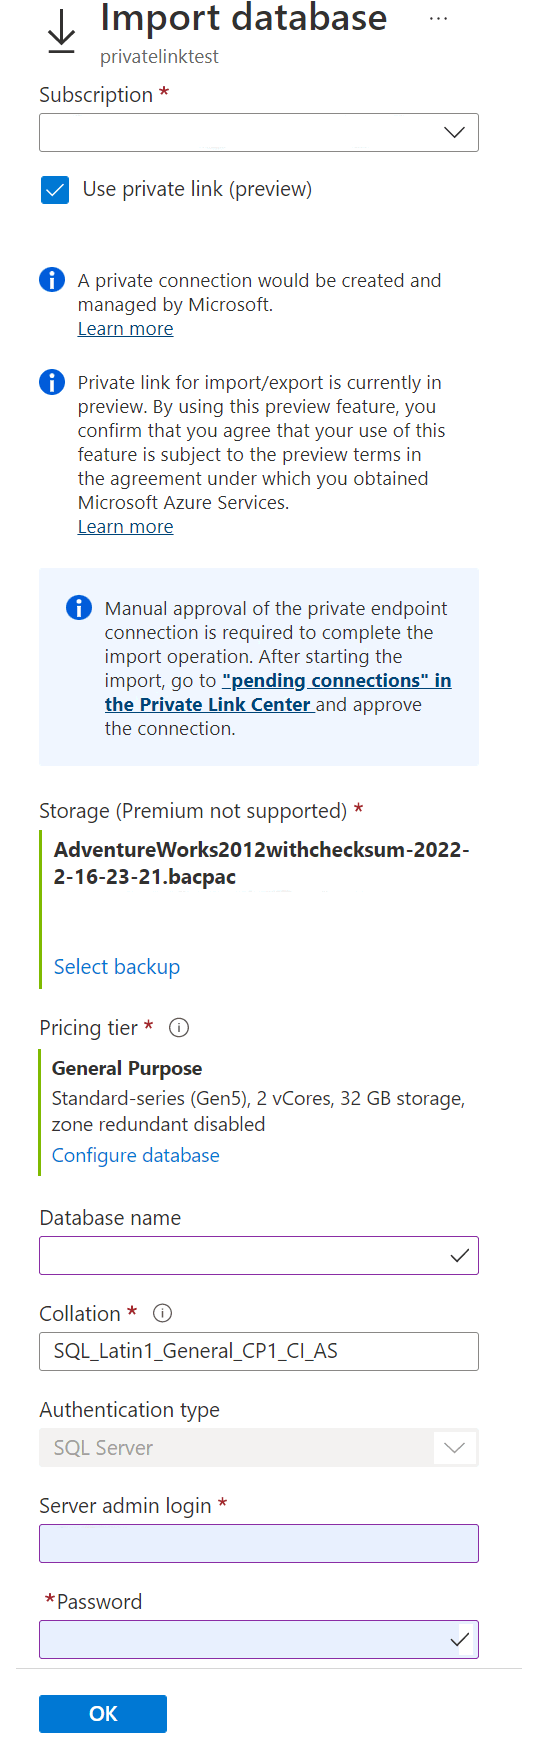 Import database ...
privatelinktest
Subscription *
Use private link (preview)
A private connection would be created and
managed by Microsoft.
Learn more
Private link for import/export is currently in
preview. By using this preview feature, you
confirm that you agree that your use of this
feature is subject to the preview terms in
the agreement under which you obtained
Microsoft Azure Services.
Learn more
Manual approval of the private endpoint
connection is required to complete the
import operation. After starting the
import, go to "pending connections" in
the Private Link Center and approve
the connection.
Storage (Premium not supported) *
AdventureWorks2012withchecksum-2022-
2-16-23-21.bacpac
Select backup
Pricing tier *
General Purpose
Standard-series (Gen5), 2 vCores, 32 GB storage,
zone redundant disabled
Configure database
Database name
Collation *
SQL_Latin1_General_CP1_CI_AS
Authentication type
SQL Server
Server admin login *
*Password
OK